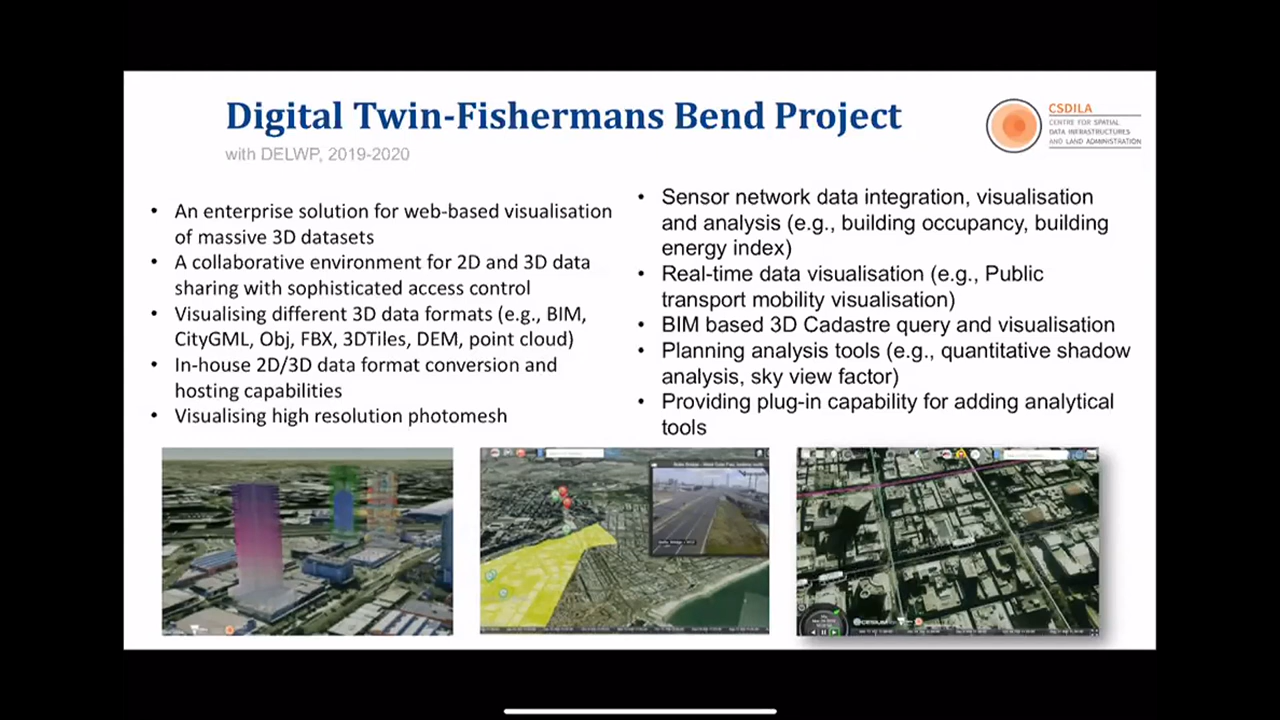 Digital Twin-Fishermans Bend Project
with DELWP, 2019-2020
CSDILA
CENTRE FOR SPATIAL
DATA INFRASTRUCTURES
AND LAND ADMINISTRATION
• An enterprise solution for web-based visualisation
of massive 3D datasets
• A collaborative environment for 2D and 3D data
sharing with sophisticated access control
• Visualising different 3D data formats (e.g., BIM,
CityGML, Obj, FBX, 3DTiles, DEM, point cloud)
• In-house 2D/3D data format conversion and
hosting capabilities
• Visualising high resolution photomesh
• Sensor network data integration, visualisation
and analysis (e.g., building occupancy, building
energy index)
• Real-time data visualisation (e.g., Public
transport mobility visualisation)
• BIM based 3D Cadastre query and visualisation
• Planning analysis tools (e.g., quantitative shadow
analysis, sky view factor)
• Providing plug-in capability for adding analytical
tools
CESIUM